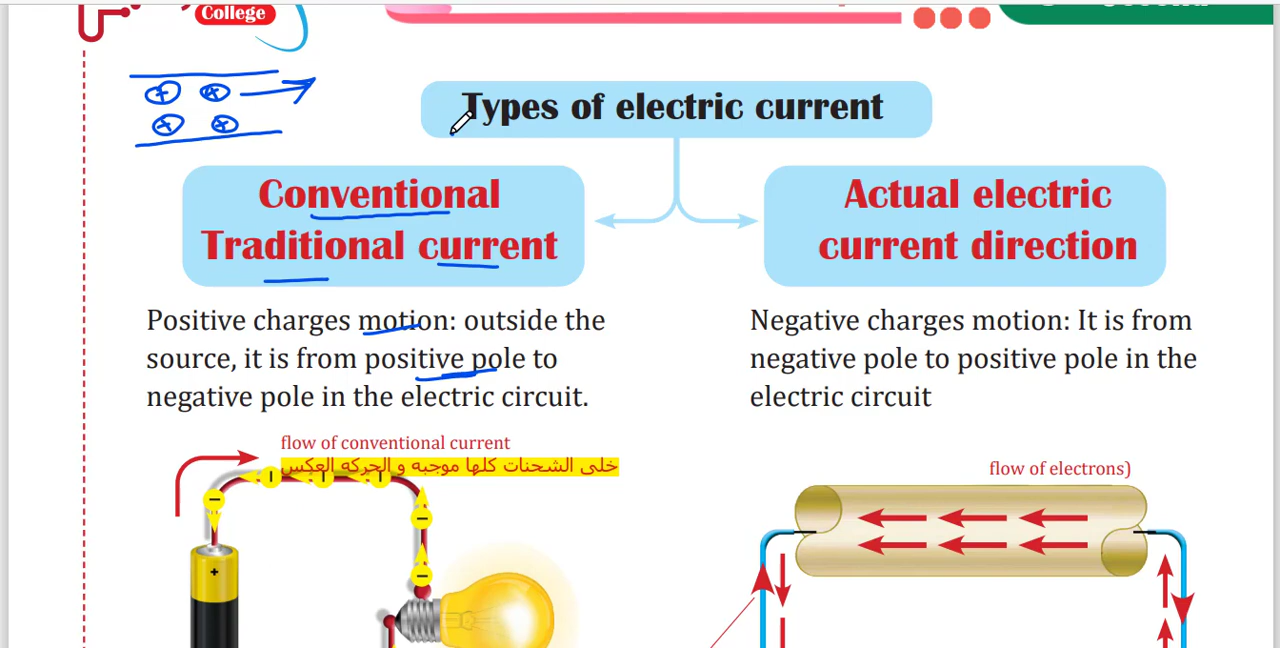 College
Types of electric current
Conventional
Traditional current
Actual electric
current direction
Positive charges motion: outside the
source, it is from positive pole to
negative pole in the electric circuit.
Negative charges motion: It is from
negative pole to positive pole in the
electric circuit
flow of conventional current
خلى الشحنات كلها موجبه و الحركه العكس
flow of electrons)